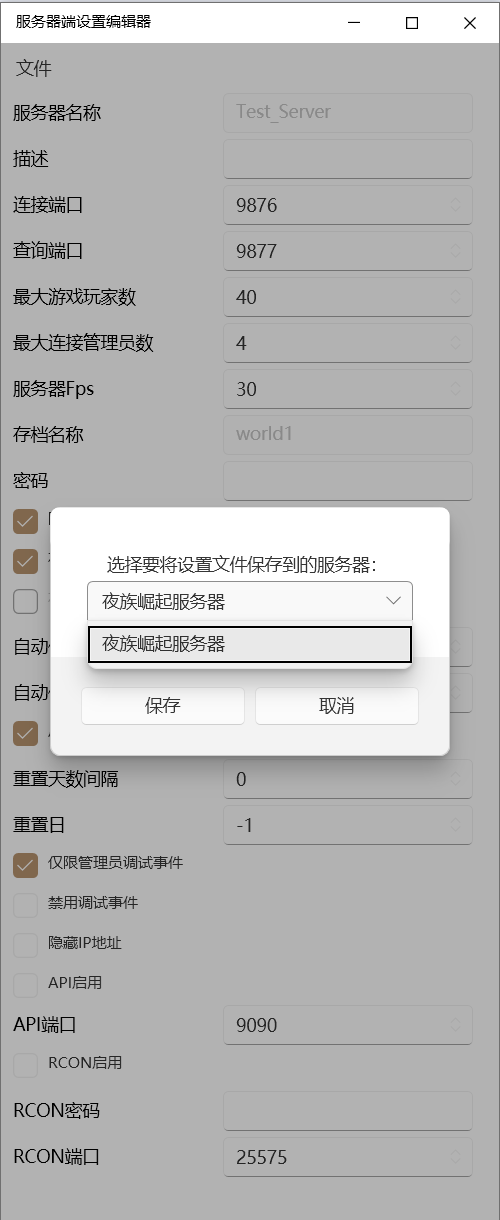 服务器端设置编辑器
文件
服务器名称 Test_Server
描述
连接端口 9876
查询端口 9877
最大游戏玩家数 40
最大连接管理员数 4
服务器Fps 30
存档名称 world1
密码
选择要将设置文件保存到的服务器：
夜族崛起服务器
夜族崛起服务器
自动
自动
保存 取消
重置天数间隔 0
重置日 -1
仅限管理员调试事件
禁用调试事件
隐藏IP地址
API启用
API端口 9090
RCON启用
RCON密码
RCON端口 25575